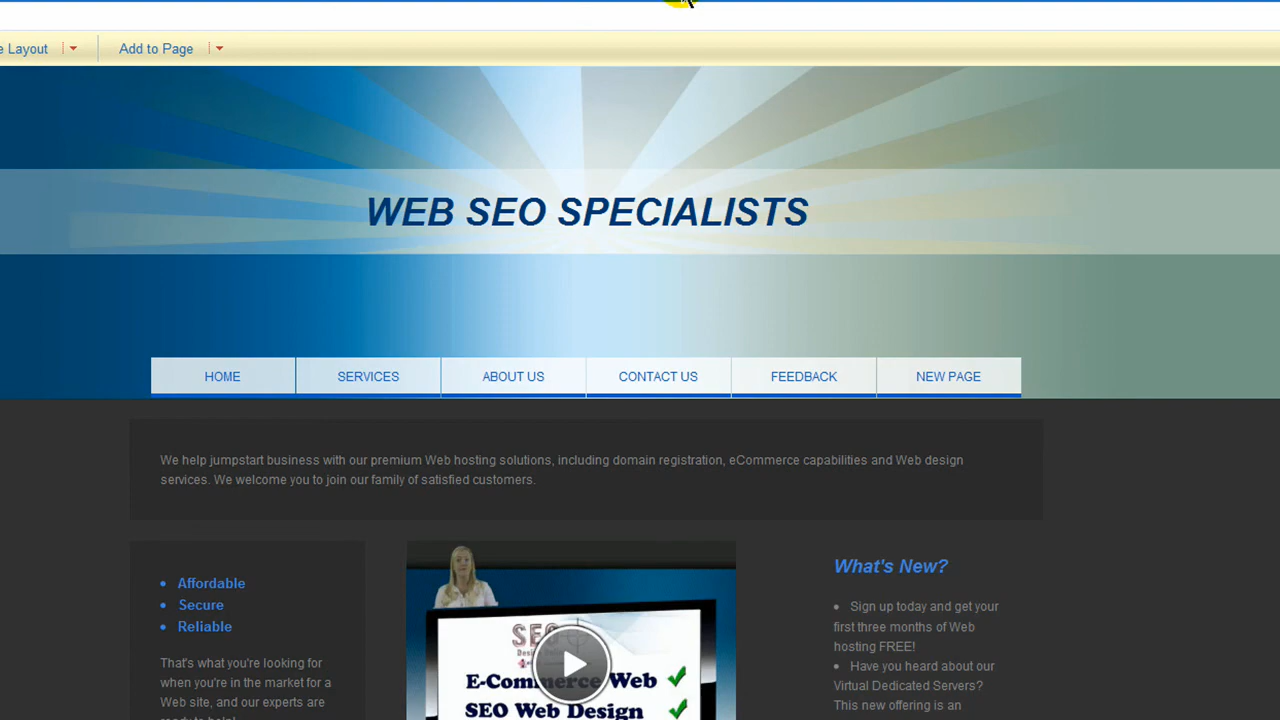 e Layout
Add to Page
WEB SEO SPECIALISTS
HOME
SERVICES
ABOUT US
CONTACT US
FEEDBACK
NEW PAGE
We help jumpstart business with our premium Web hosting solutions, including domain registration, eCommerce capabilities and Web design
services. We welcome you to join our family of satisfied customers.
• Affordable
• Secure
• Reliable
That's what you're looking for
when you're in the market for a
Web site, and our experts are
ready to help!
SEO
E-Commerce Web
SEO Web Design
What's New?
• Sign up today and get your
first three months of Web
hosting FREE!
• Have you heard about our
Virtual Dedicated Servers?
This new offering is an